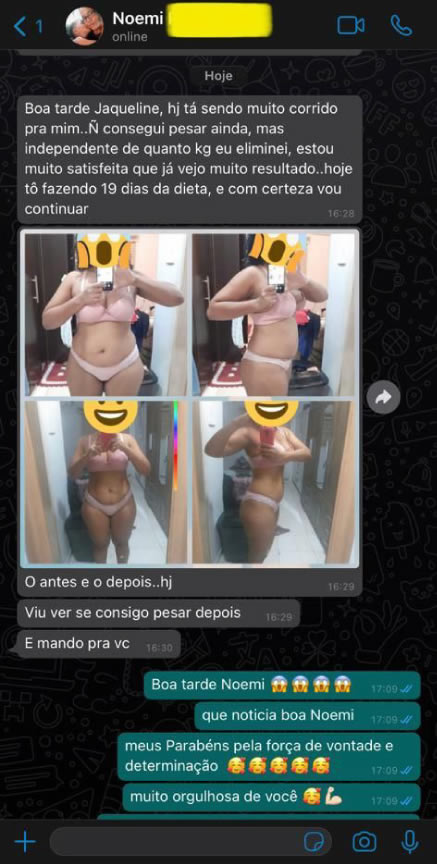 1
Noemi
online
Hoje
Boa tarde Jaqueline, hj tá sendo muito corrido
pra mim..Ñ consegui pesar ainda, mas
independente de quanto kg eu eliminei, estou
muito satisfeita que já vejo muito resultado..hoje
tô fazendo 19 dias da dieta, e com certeza vou
continuar
16:28
O antes e o depois..hj
16:29
Viu ver se consigo pesar depois
16:29
E mando pra vc
16:30
Boa tarde Noemi 😱😱😱😱
17:09
que noticia boa Noemi
17:09
meus Parabéns pela força de vontade e
determinação 🥰🥰🥰🥰🥰
17:09
muito orgulhosa de você 🥰💪🏻
17:09